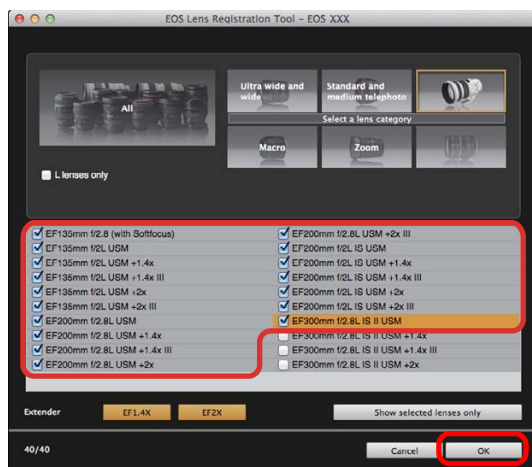 EOS Lens Registration Tool – EOS XXX
All
Ultra wide and
wide
Standard and
medium telephoto
Select a lens category
Macro
Zoom
L lenses only
EF135mm f/2.8 (with Softfocus)
EF135mm f/2L USM
EF135mm f/2L USM +1.4x
EF135mm f/2L USM +1.4x III
EF135mm f/2L USM +2x
EF135mm f/2L USM +2x III
EF200mm f/2.8L USM
EF200mm f/2.8L USM +1.4x
EF200mm f/2.8L USM +1.4x III
EF200mm f/2.8L USM +2x
EF200mm f/2.8L USM +2x III
EF200mm f/2L IS USM
EF200mm f/2L IS USM +1.4x
EF200mm f/2L IS USM +1.4x III
EF200mm f/2L IS USM +2x
EF200mm f/2L IS USM +2x III
EF300mm f/2.8L IS II USM
EF300mm f/2.8L IS II USM +1.4x
EF300mm f/2.8L IS II USM +1.4x III
EF300mm f/2.8L IS II USM +2x
Extender
EF1.4X
EF2X
Show selected lenses only
40/40
Cancel
OK